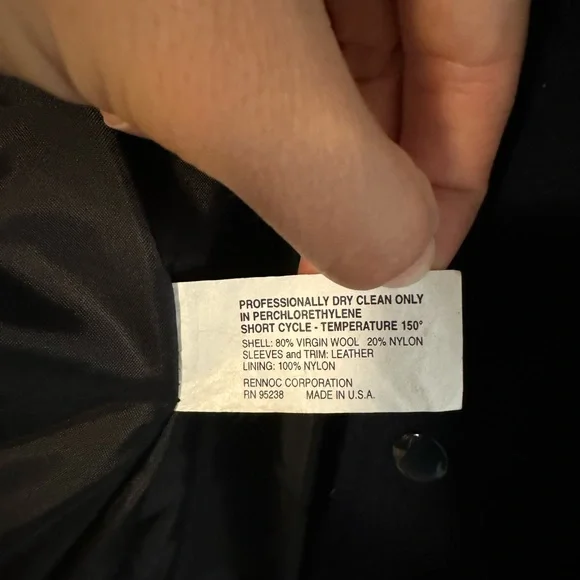 PROFESSIONALLY DRY CLEAN ONLY
IN PERCHLORETHYLENE
SHORT CYCLE - TEMPERATURE 150°
SHELL: 80% VIRGIN WOOL 20% NYLON
SLEEVES and TRIM: LEATHER
LINING: 100% NYLON
RENNOC CORPORATION
RN 95238 MADE IN U.S.A.